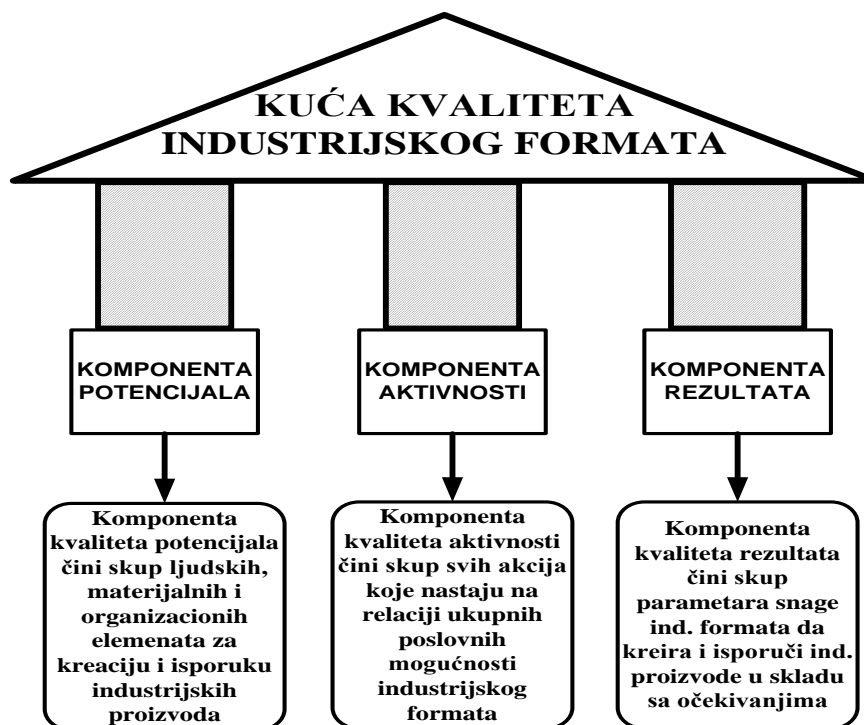 KUĆA KVALITETA
INDUSTRIJSKOG FORMATA
KOMPONENTA
POTENCIJALA
KOMPONENTA
AKTIVNOSTI
KOMPONENTA
REZULTATA
Komponenta
kvaliteta potencijala
čini skup ljudskih,
materijalnih i
organizacionih
elemenata za
kreaciju i isporuku
industrijskih
proizvoda
Komponenta
kvaliteta aktivnosti
čini skup svih akcija
koje nastaju na
relaciji ukupnih
poslovnih
mogućnosti
industrijskog
formata
Komponenta
kvaliteta rezultata
čini skup
parametara snage
ind. formata da
kreira i isporuči ind.
proizvode u skladu
sa očekivanjima